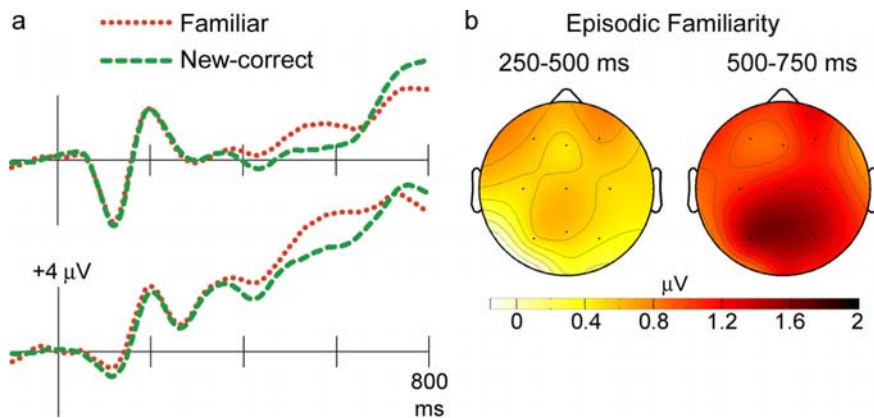 a
Familiar
New-correct
+4 μV
800
ms
b
Episodic Familiarity
250-500 ms
500-750 ms
μV
0 0.4 0.8 1.2 1.6 2